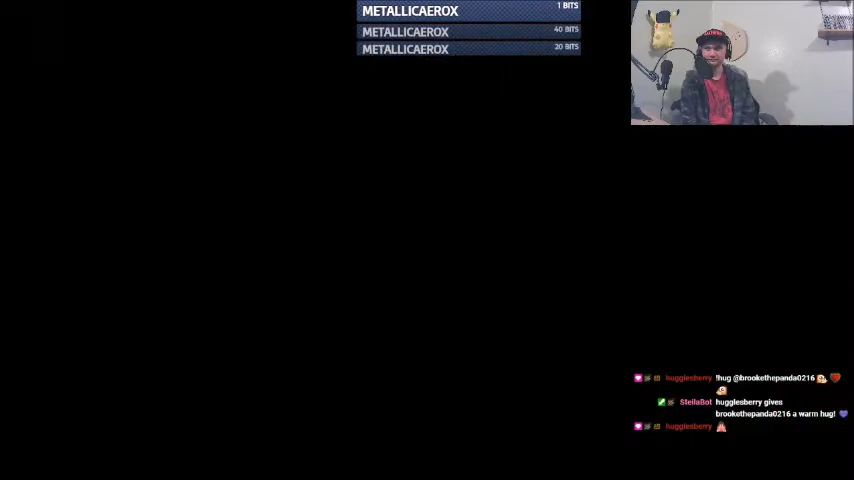 METALLICAEROX 1 BITS
METALLICAEROX 40 BITS
METALLICAEROX 20 BITS
hugglesberry !hug @brookethepanda0216
StellaBot hugglesberry gives
brookethepanda0216 a warm hug!
hugglesberry